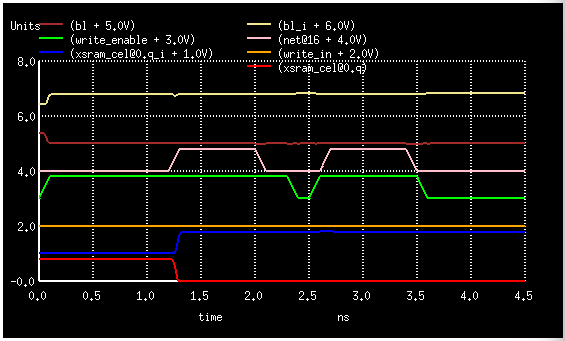 Units (bl + 5.0V) (bl_i + 6.0V)
(write_enable + 3.0V) (net@16 + 4.0V)
(xsram_cel@0.q_i + 1.0V) (write_in + 2.0V)
(xsram_cel@0.q)
8.0
6.0
4.0
2.0
-0.0
0.0 0.5 1.0 1.5 2.0 2.5 3.0 3.5 4.0 4.5
time ns